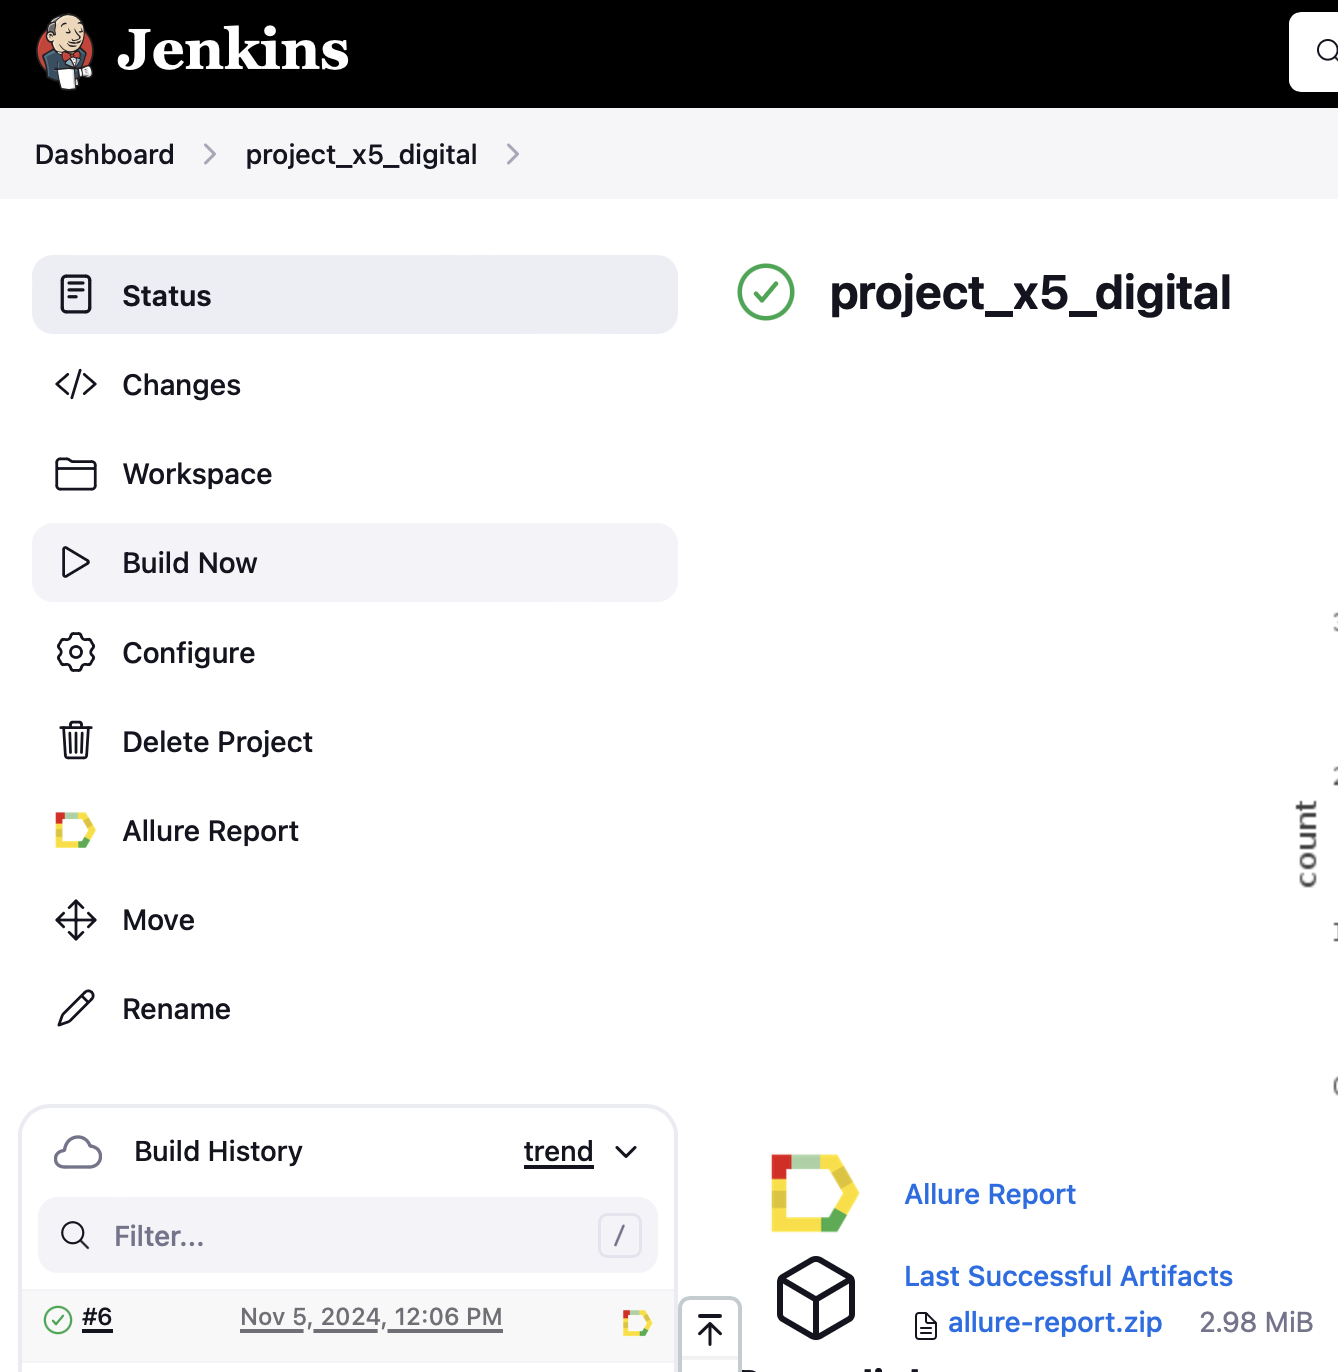 Jenkins
Dashboard
project_x5_digital
Status
Changes
Workspace
Build Now
Configure
Delete Project
Allure Report
Move
Rename
Build History
trend
Filter...
/
#6
Nov 5, 2024, 12:06 PM
project_x5_digital
count
Allure Report
Last Successful Artifacts
allure-report.zip
2.98 MiB